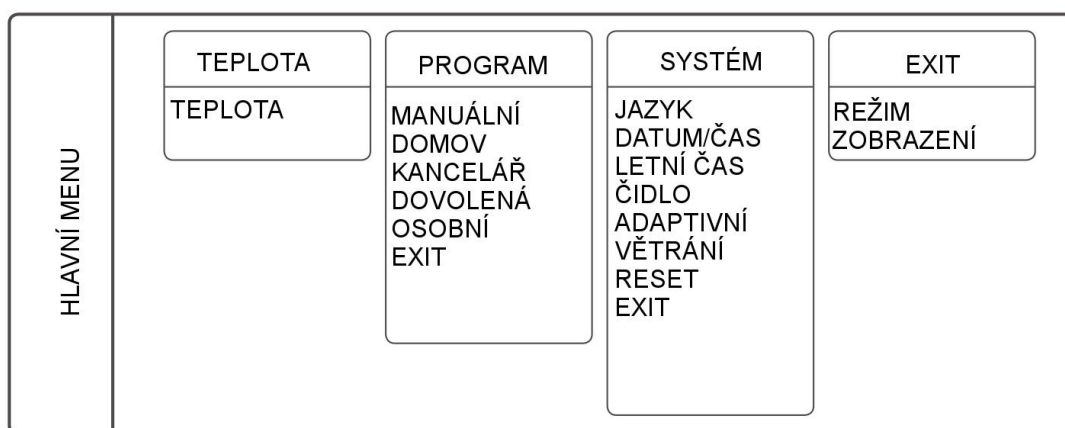 HLAVNÍ MENU
TEPLOTA
TEPLOTA
PROGRAM
MANUÁLNÍ
DOMOV
KANCELÁŘ
DOVOLENÁ
OSOBNÍ
EXIT
SYSTÉM
JAZYK
DATUM/ČAS
LETNÍ ČAS
ČIDLO
ADAPTIVNÍ
VĚTRÁNÍ
RESET
EXIT
EXIT
REŽIM
ZOBRAZENÍ